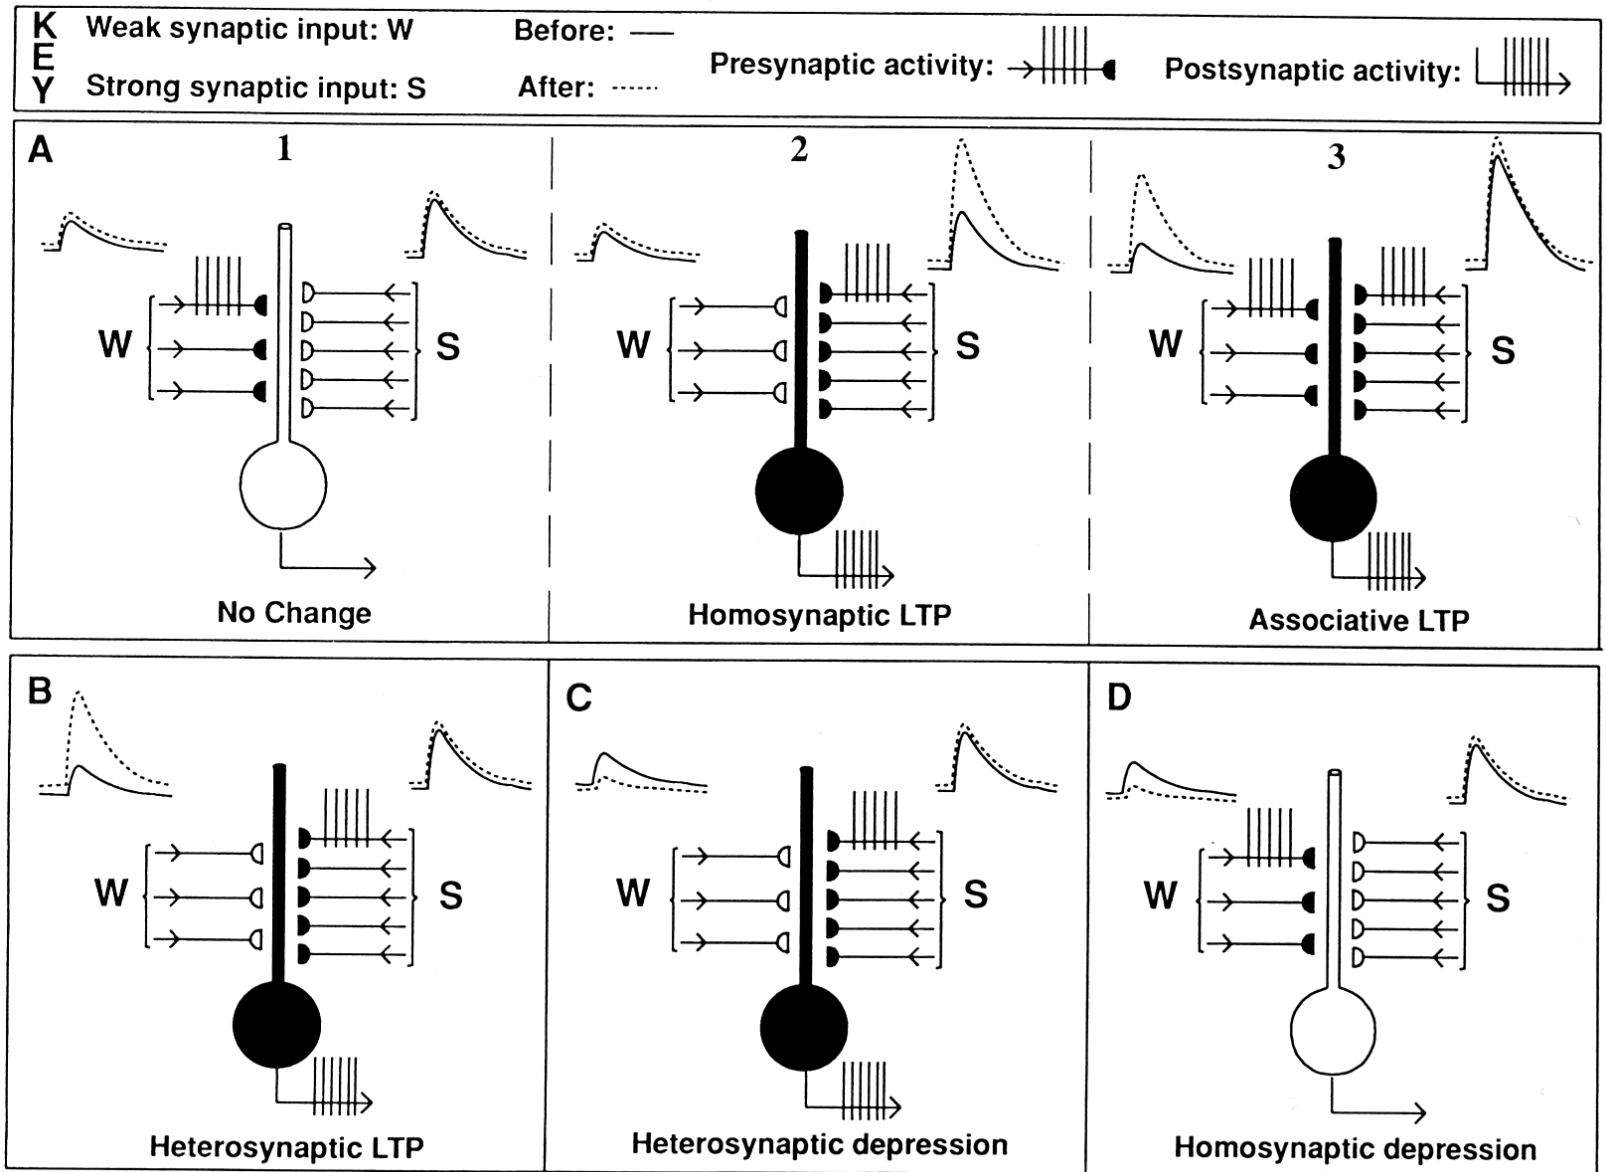 KEY
Weak synaptic input: W
Before:
Presynaptic activity:
Postsynaptic activity:
Strong synaptic input: S
After:
A
1
2
3
W
S
W
S
W
S
No Change
Homosynaptic LTP
Associative LTP
B
C
D
W
S
W
S
W
S
Heterosynaptic LTP
Heterosynaptic depression
Homosynaptic depression